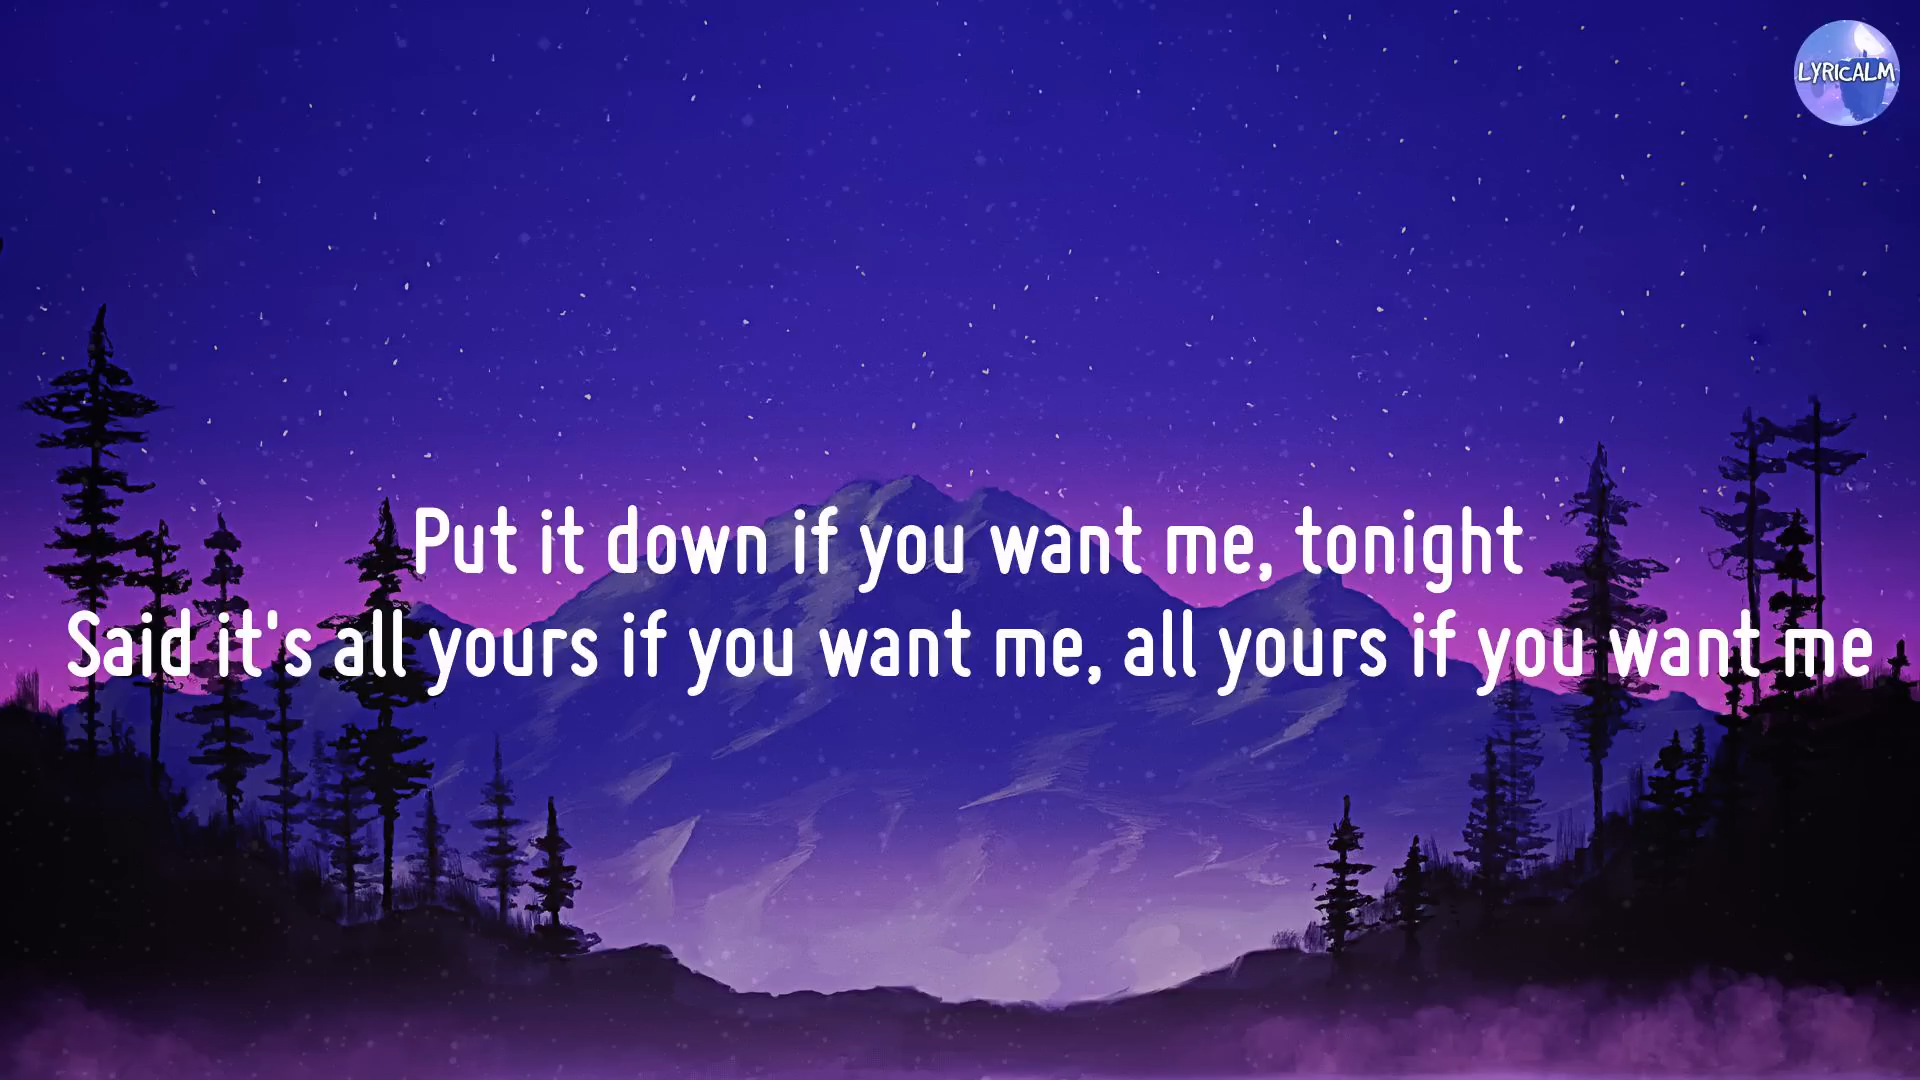 LYRICALM
Put it down if you want me, tonight
Said it's all yours if you want me, all yours if you want me